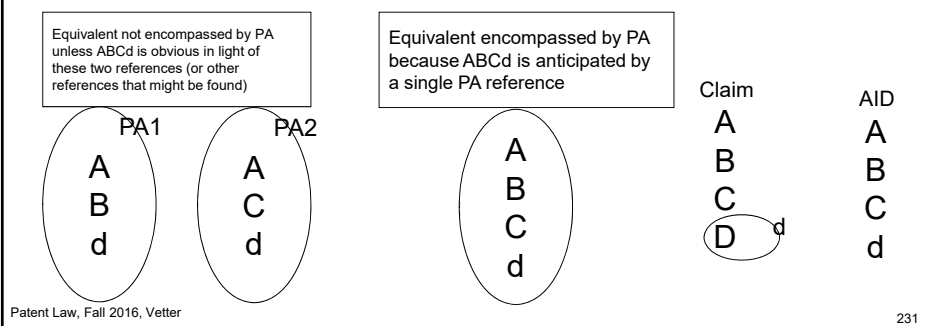 Equivalent not encompassed by PA
unless ABCd is obvious in light of
these two references (or other
references that might be found)
PA1
A
B
d
PA2
A
C
d
Equivalent encompassed by PA
because ABCd is anticipated by
a single PA reference
A
B
C
d
Claim
A
B
C
D d
AID
A
B
C
d
Patent Law, Fall 2016, Vetter
231